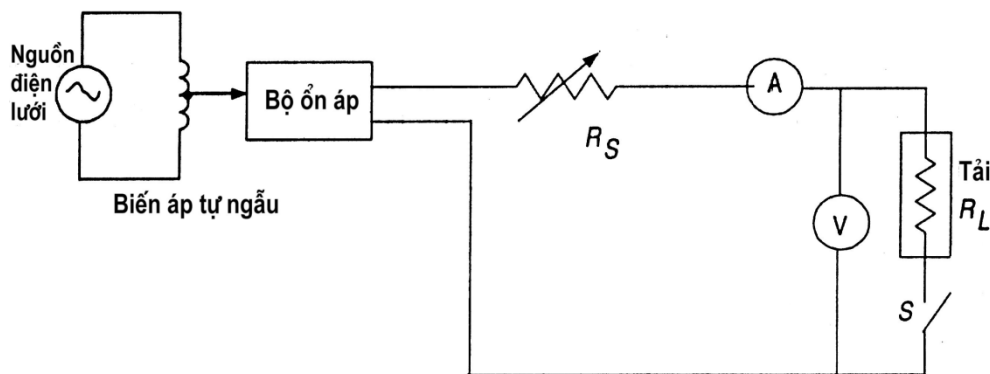 Nguồn
điện
lưới
Bộ ổn áp
Biến áp tự ngẫu
R_S
A
V
Tải
R_L
S